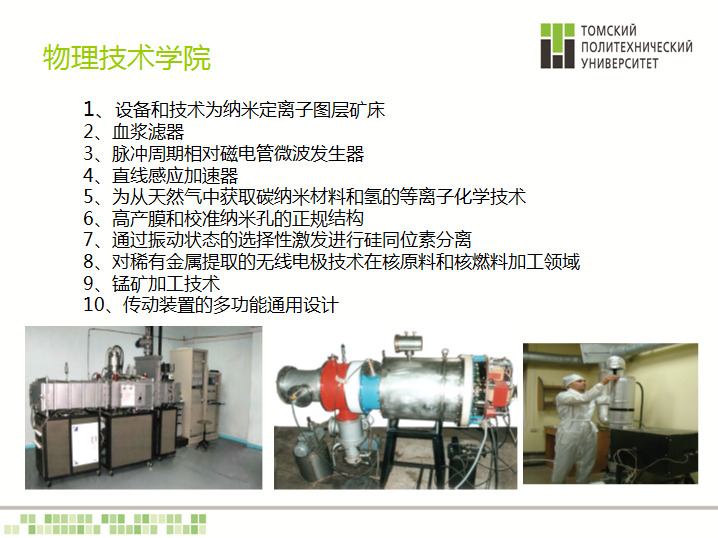 物理技术学院
ТОМСКИЙ
ПОЛИТЕХНИЧЕСКИЙ
УНИВЕРСИТЕТ
1、设备和技术为纳米定离子图层矿床
2、血浆滤器
3、脉冲周期相对磁电管微波发生器
4、直线感应加速器
5、为从天然气中获取碳纳米材料和氢的等离子化学技术
6、高产膜和校准纳米孔的正规结构
7、通过振动状态的选择性激发进行硅同位素分离
8、对稀有金属提取的无线电极技术在核原料和核燃料加工领域
9、锰矿加工技术
10、传动装置的多功能通用设计